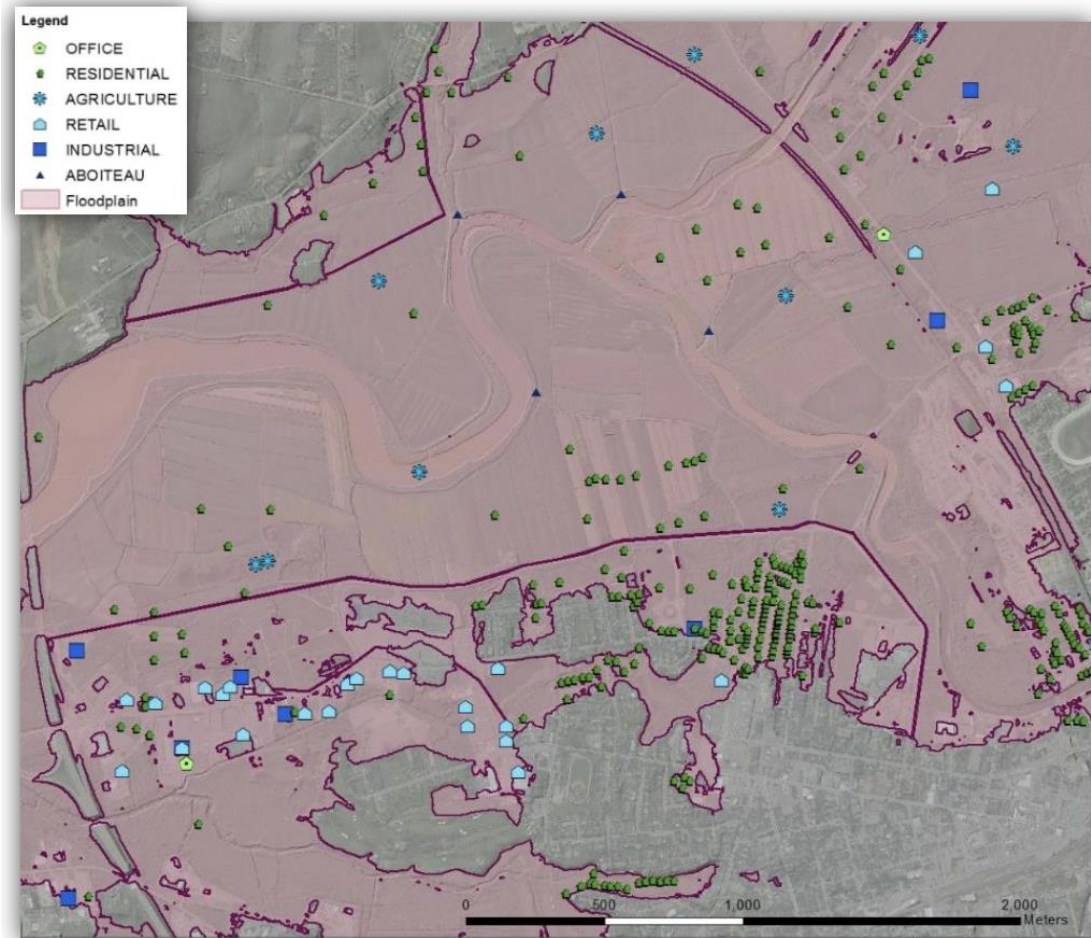 Legend
OFFICE
RESIDENTIAL
AGRICULTURE
RETAIL
INDUSTRIAL
ABOITEAU
Floodplain
0 500 1,000 2,000
Meters